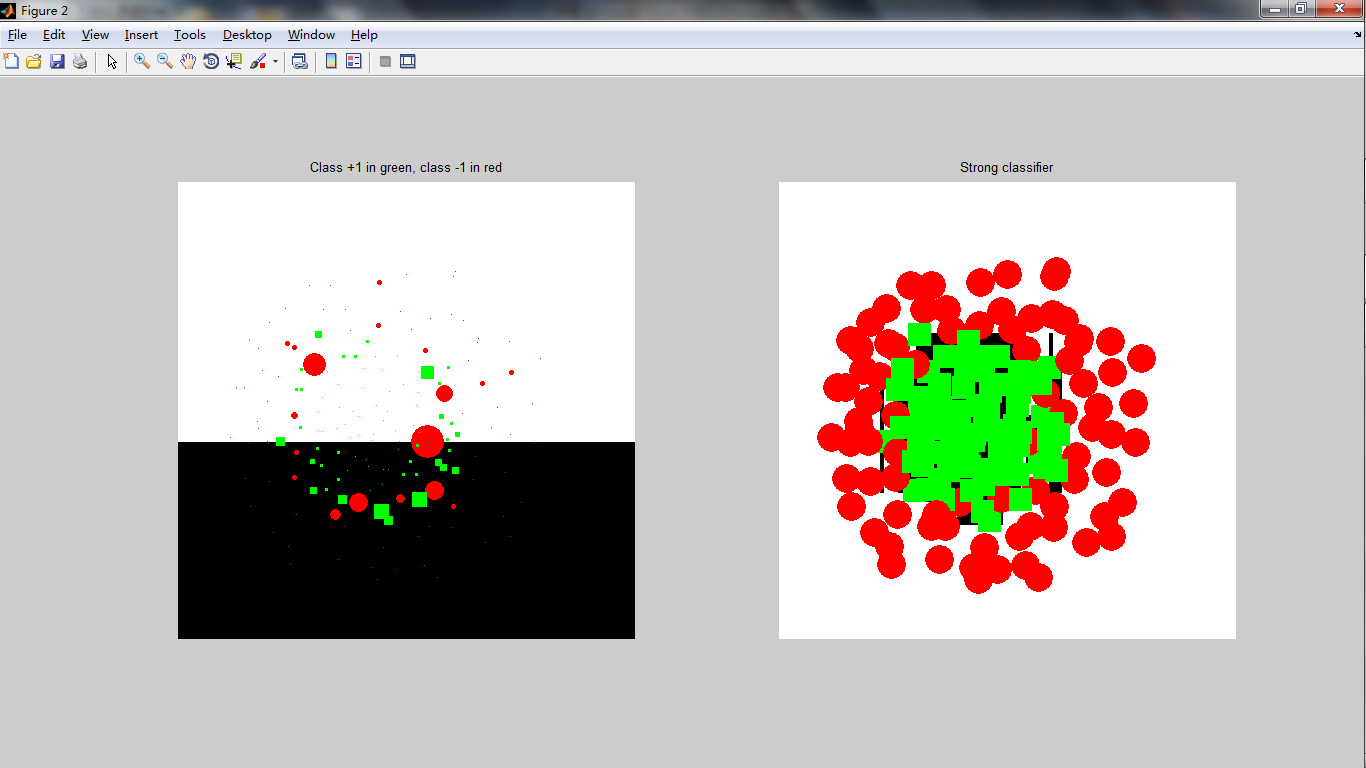 Figure 2
File Edit View Insert Tools Desktop Window Help
Class +1 in green, class -1 in red
Strong classifier